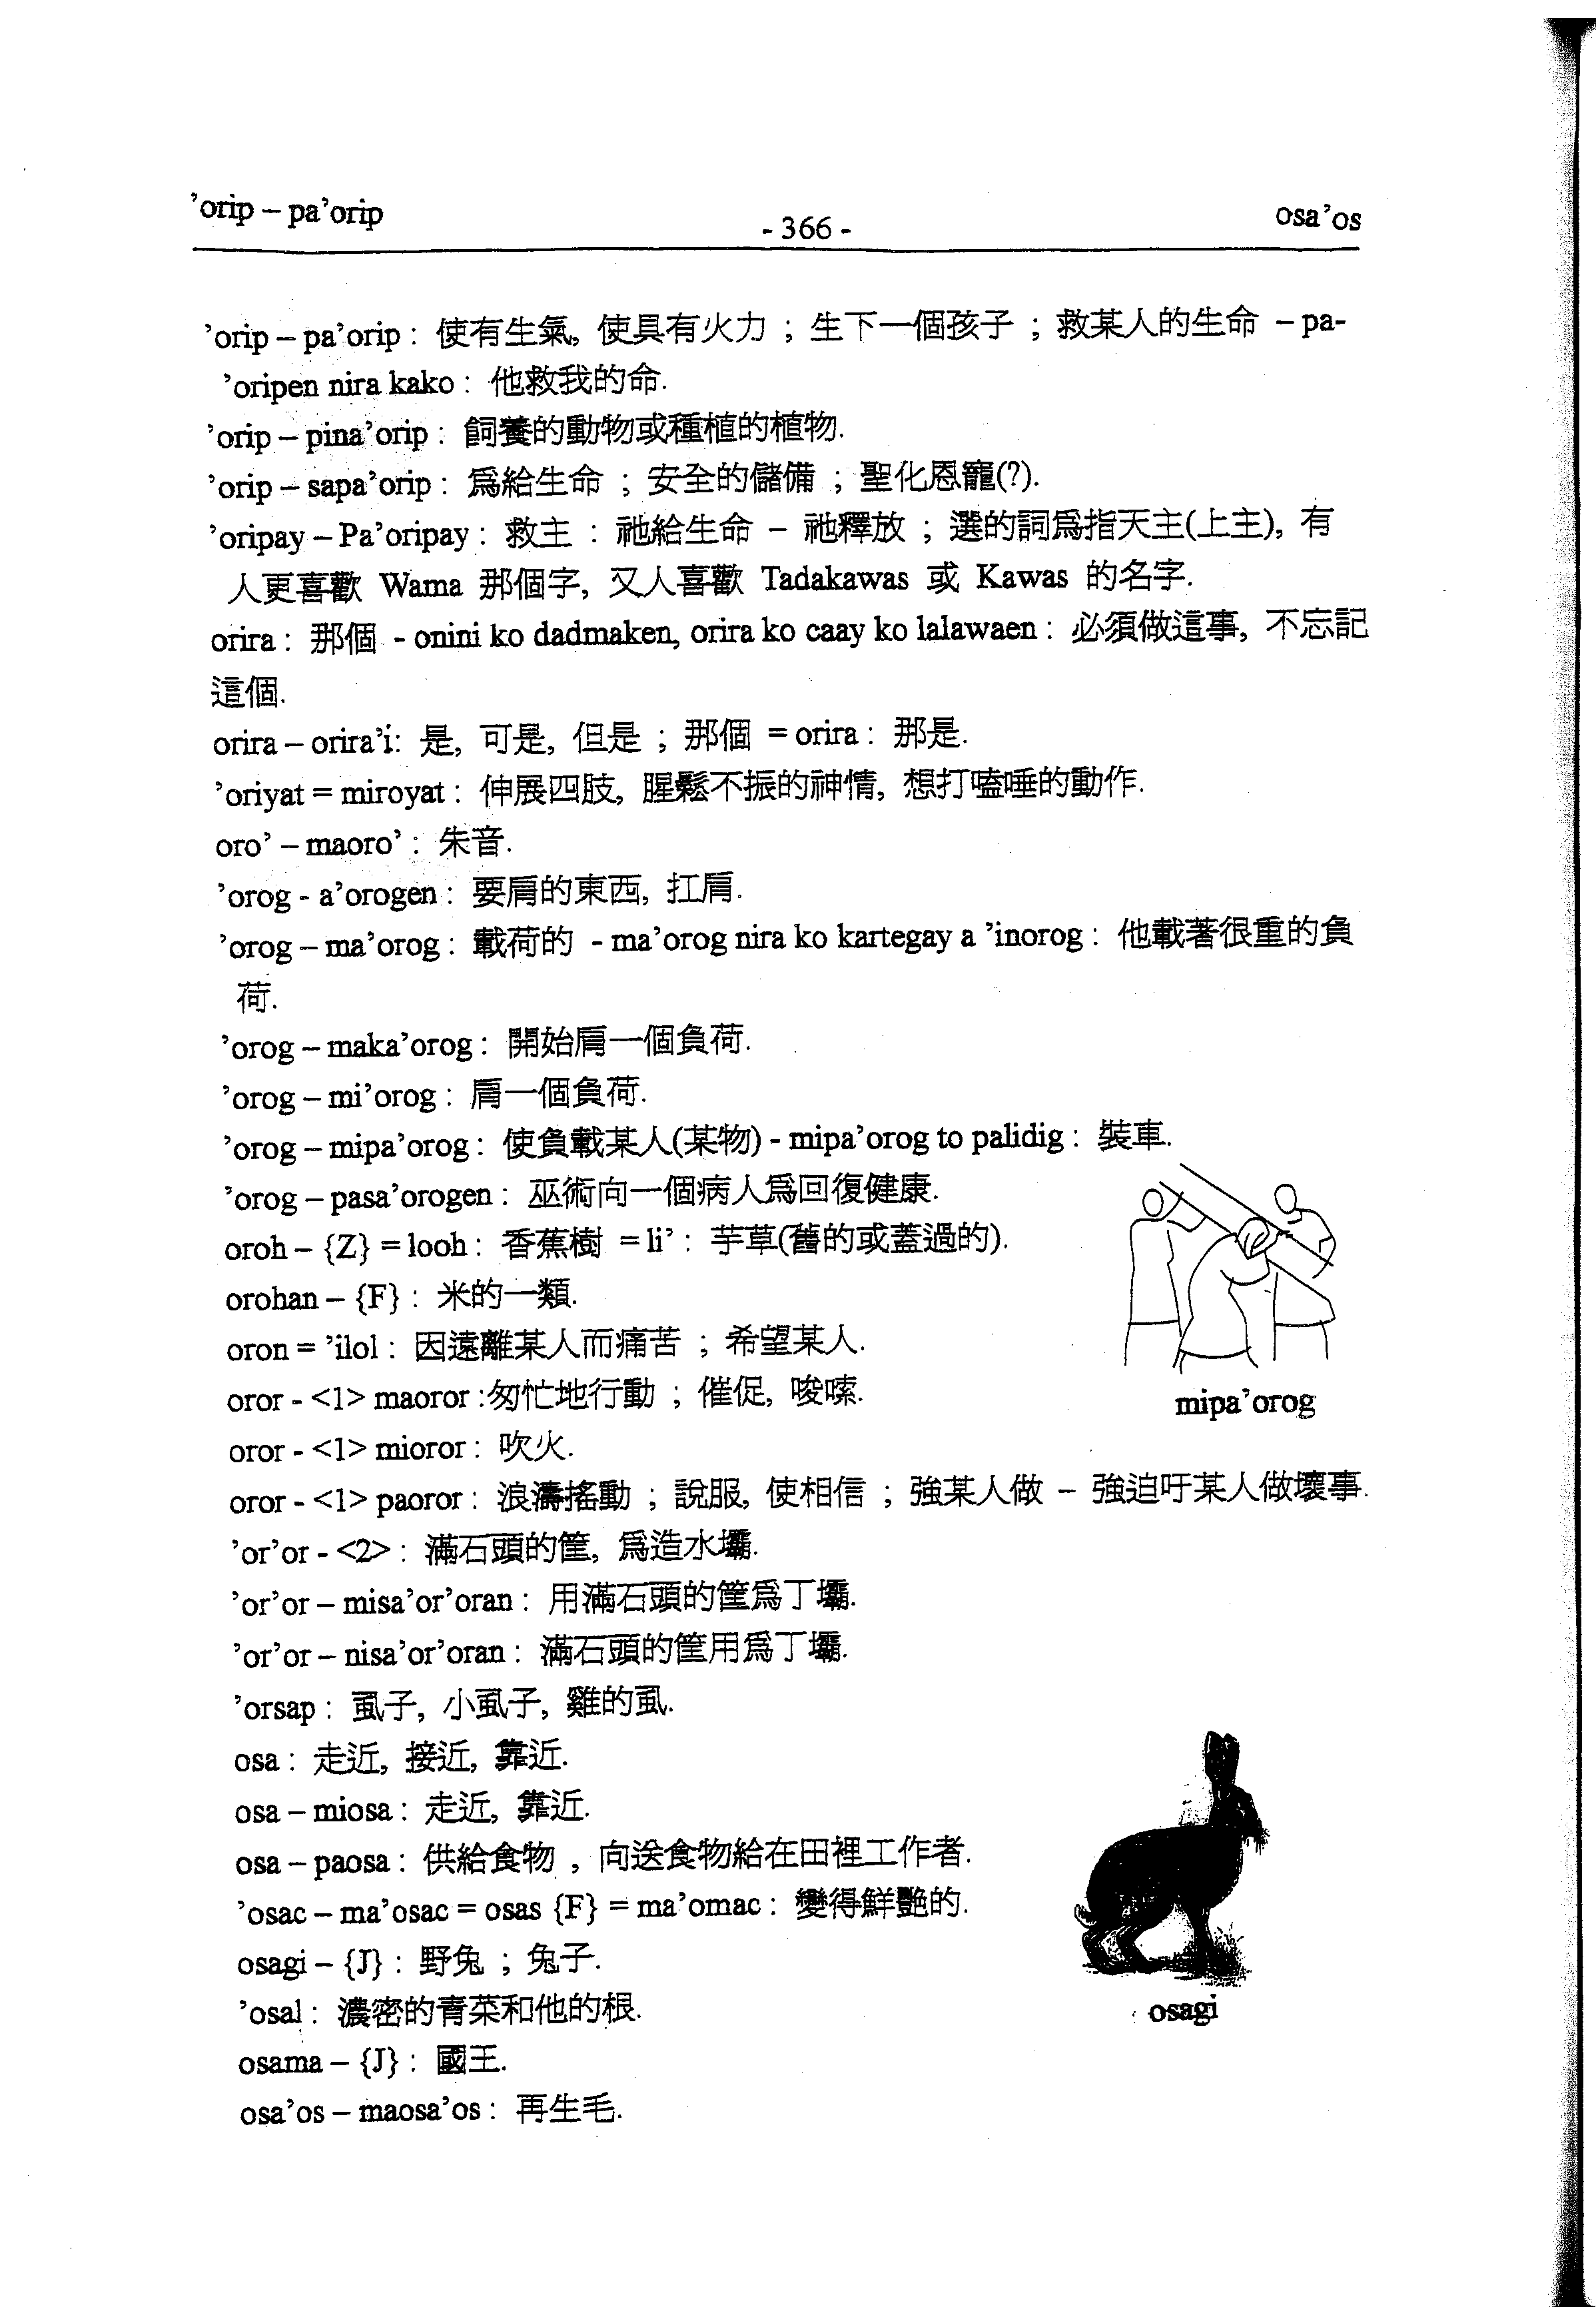 ’orip – pa’orip
- 366 -
osa’os
’orip – pa’orip : 使有生氣, 使具有火力 ; 生下一個孩子 ; 救某人的生命 – pa-
’oripen nira kako : 他救我的命.
’orip – pina’orip : 飼養的動物或種植的植物.
’orip – sapa’orip : 爲給生命 ; 安全的儲備 ; 聖化恩寵(?).
’oripay – Pa’oripay : 救主 : 祂給生命 – 祂釋放 ; 選的詞爲指天主(上主), 有
人更喜歡 Wama 那個字, 又人喜歡 Tadakawas 或 Kawas 的名字.
orira : 那個 - onini ko dadmaken, orira ko caay ko lalawaen : 必須做這事, 不忘記
這個.
orira – orira’i: 是, 可是, 但是 ; 那個 = orira : 那是.
’oriyat = miroyat : 伸展四肢, 腥鬆不振的神情, 想打嗑唾的動作.
oro’ – maoro’ : 朱音.
’orog - a’orogen : 要肩的東西, 扛肩.
’orog – ma’orog : 載荷的 - ma’orog nira ko kartegay a ’inorog : 他載著很重的負
荷.
’orog – maka’orog : 開始肩一個負荷.
’orog – mi’orog : 肩一個負荷.
’orog – mipa’orog : 使負載某人(某物) - mipa’orog to palidig : 裝車.
’orog – pasa’orogen : 巫術向一個病人爲回復健康.
oroh – {Z} = looh : 香蕉樹 = li’ : 芋草(舊的或蓋過的).
orohan – {F} : 米的一類.
oron = ’ilol : 因遠離某人而痛苦 ; 希望某人.
oror - <1> maoror :匆忙地行動 ; 催促, 唆嗦.
mipa’orog
oror - <1> mioror : 吹火.
oror - <1> paoror : 浪濤搖動 ; 說服, 使相信 ; 強某人做 – 強迫吁某人做壞事.
’or’or - <2> : 滿石頭的筐, 爲造水壩.
’or’or – misa’or’oran : 用滿石頭的筐爲丁壩.
’or’or – nisa’or’oran : 滿石頭的筐用爲丁壩.
’orsap : 虱子, 小虱子, 雞的虱.
osa : 走近, 接近, 靠近.
osa – miosa : 走近, 靠近.
osa – paosa : 供給食物 , 向送食物給在田裡工作者.
’osac – ma’osac = osas {F} = ma’omac : 變得鮮艷的.
osagi – {J} : 野兔 ; 兔子.
’osal : 濃密的青菜和他的根.
osagi
osama – {J} : 國王.
osa’os – maosa’os : 再生毛.